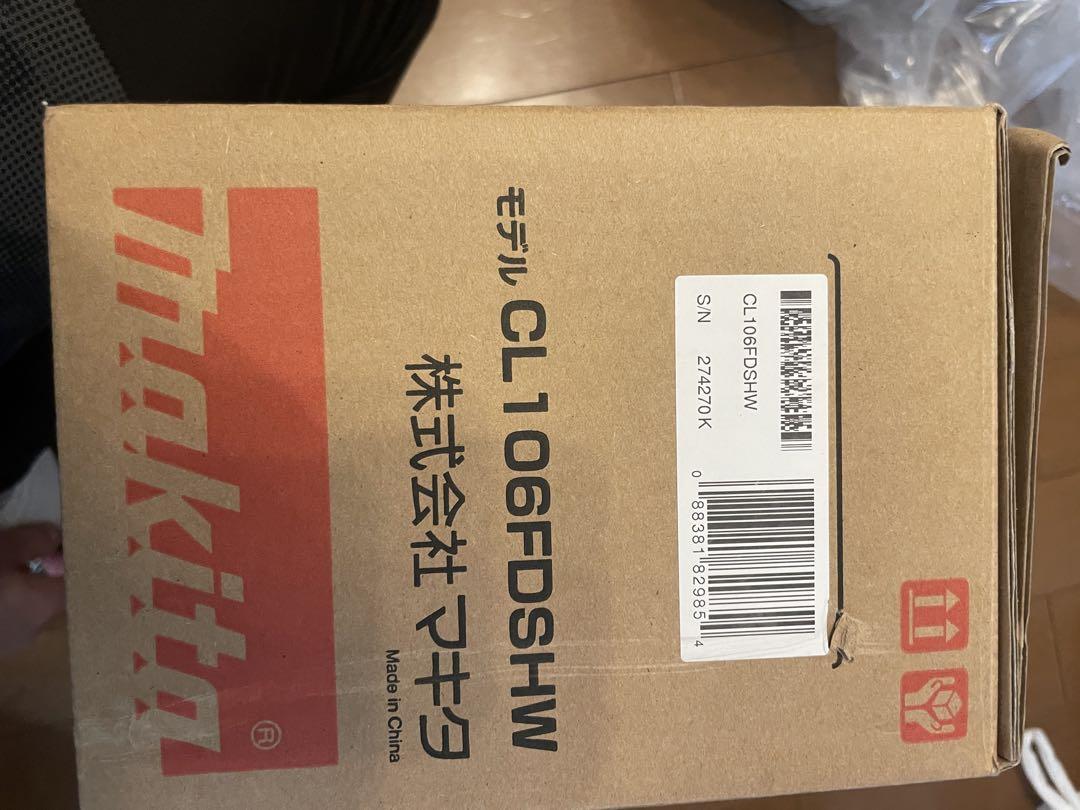 makita®
Made in China
株式会社 マキタ
モデル CL106FDSHW
S/N 274270K
CL106FDSHW
0 88381 82985 4